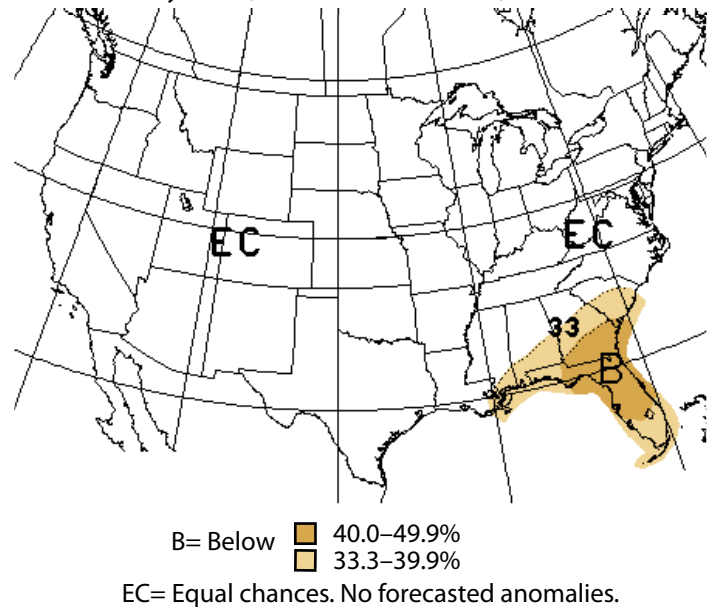 EC
EC
33
B
B= Below
40.0–49.9%
33.3–39.9%
EC= Equal chances. No forecasted anomalies.